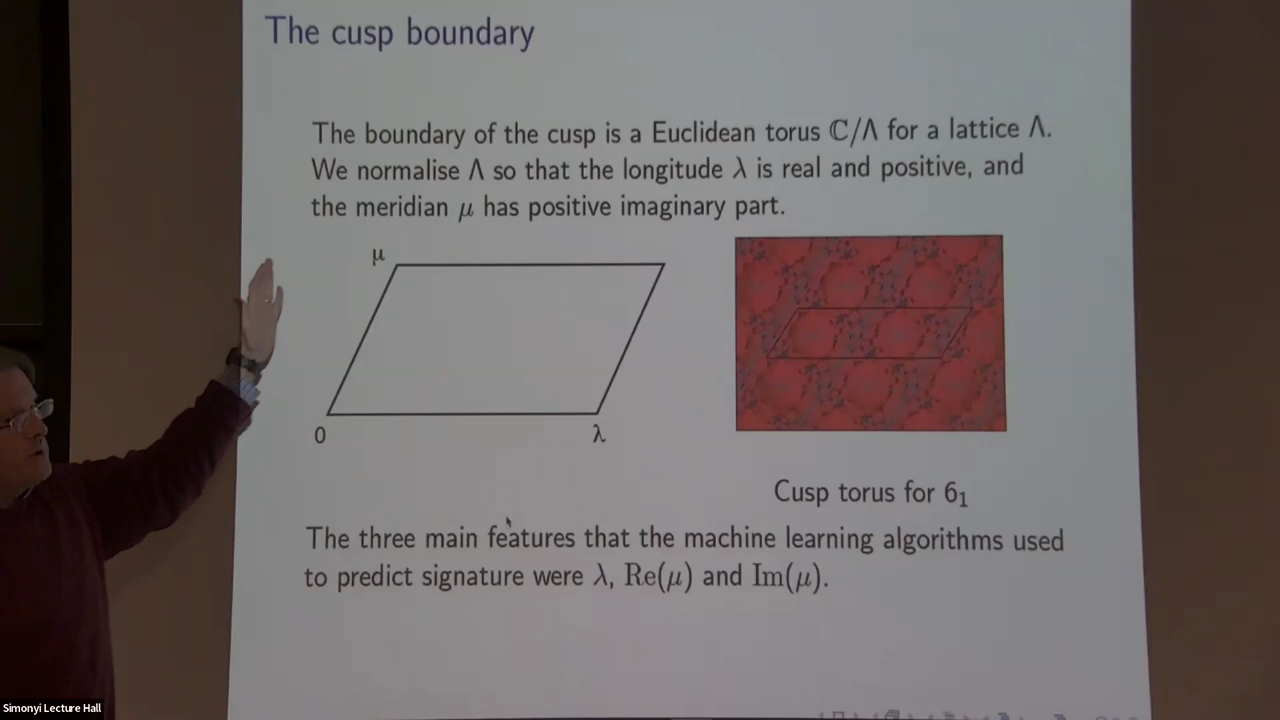 The cusp boundary
The boundary of the cusp is a Euclidean torus ℂ/Λ for a lattice Λ.
We normalise Λ so that the longitude λ is real and positive, and
the meridian μ has positive imaginary part.
μ
0
λ
Cusp torus for 6₁
The three main features that the machine learning algorithms used
to predict signature were λ, Re(μ) and Im(μ).
Simonyi Lecture Hall